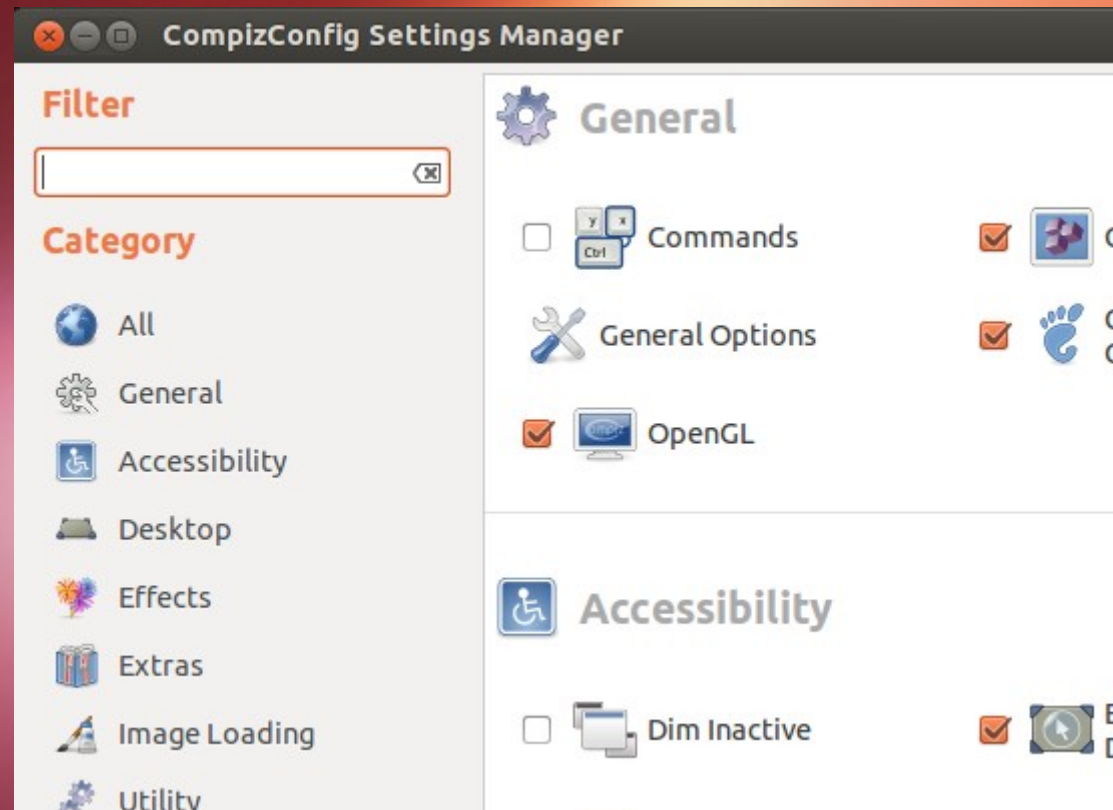 CompizConfig Settings Manager
Filter
Category
All
General
Accessibility
Desktop
Effects
Extras
Image Loading
Utility
General
y x
Ctrl
Commands
General Options
OpenGL
Accessibility
Dim Inactive